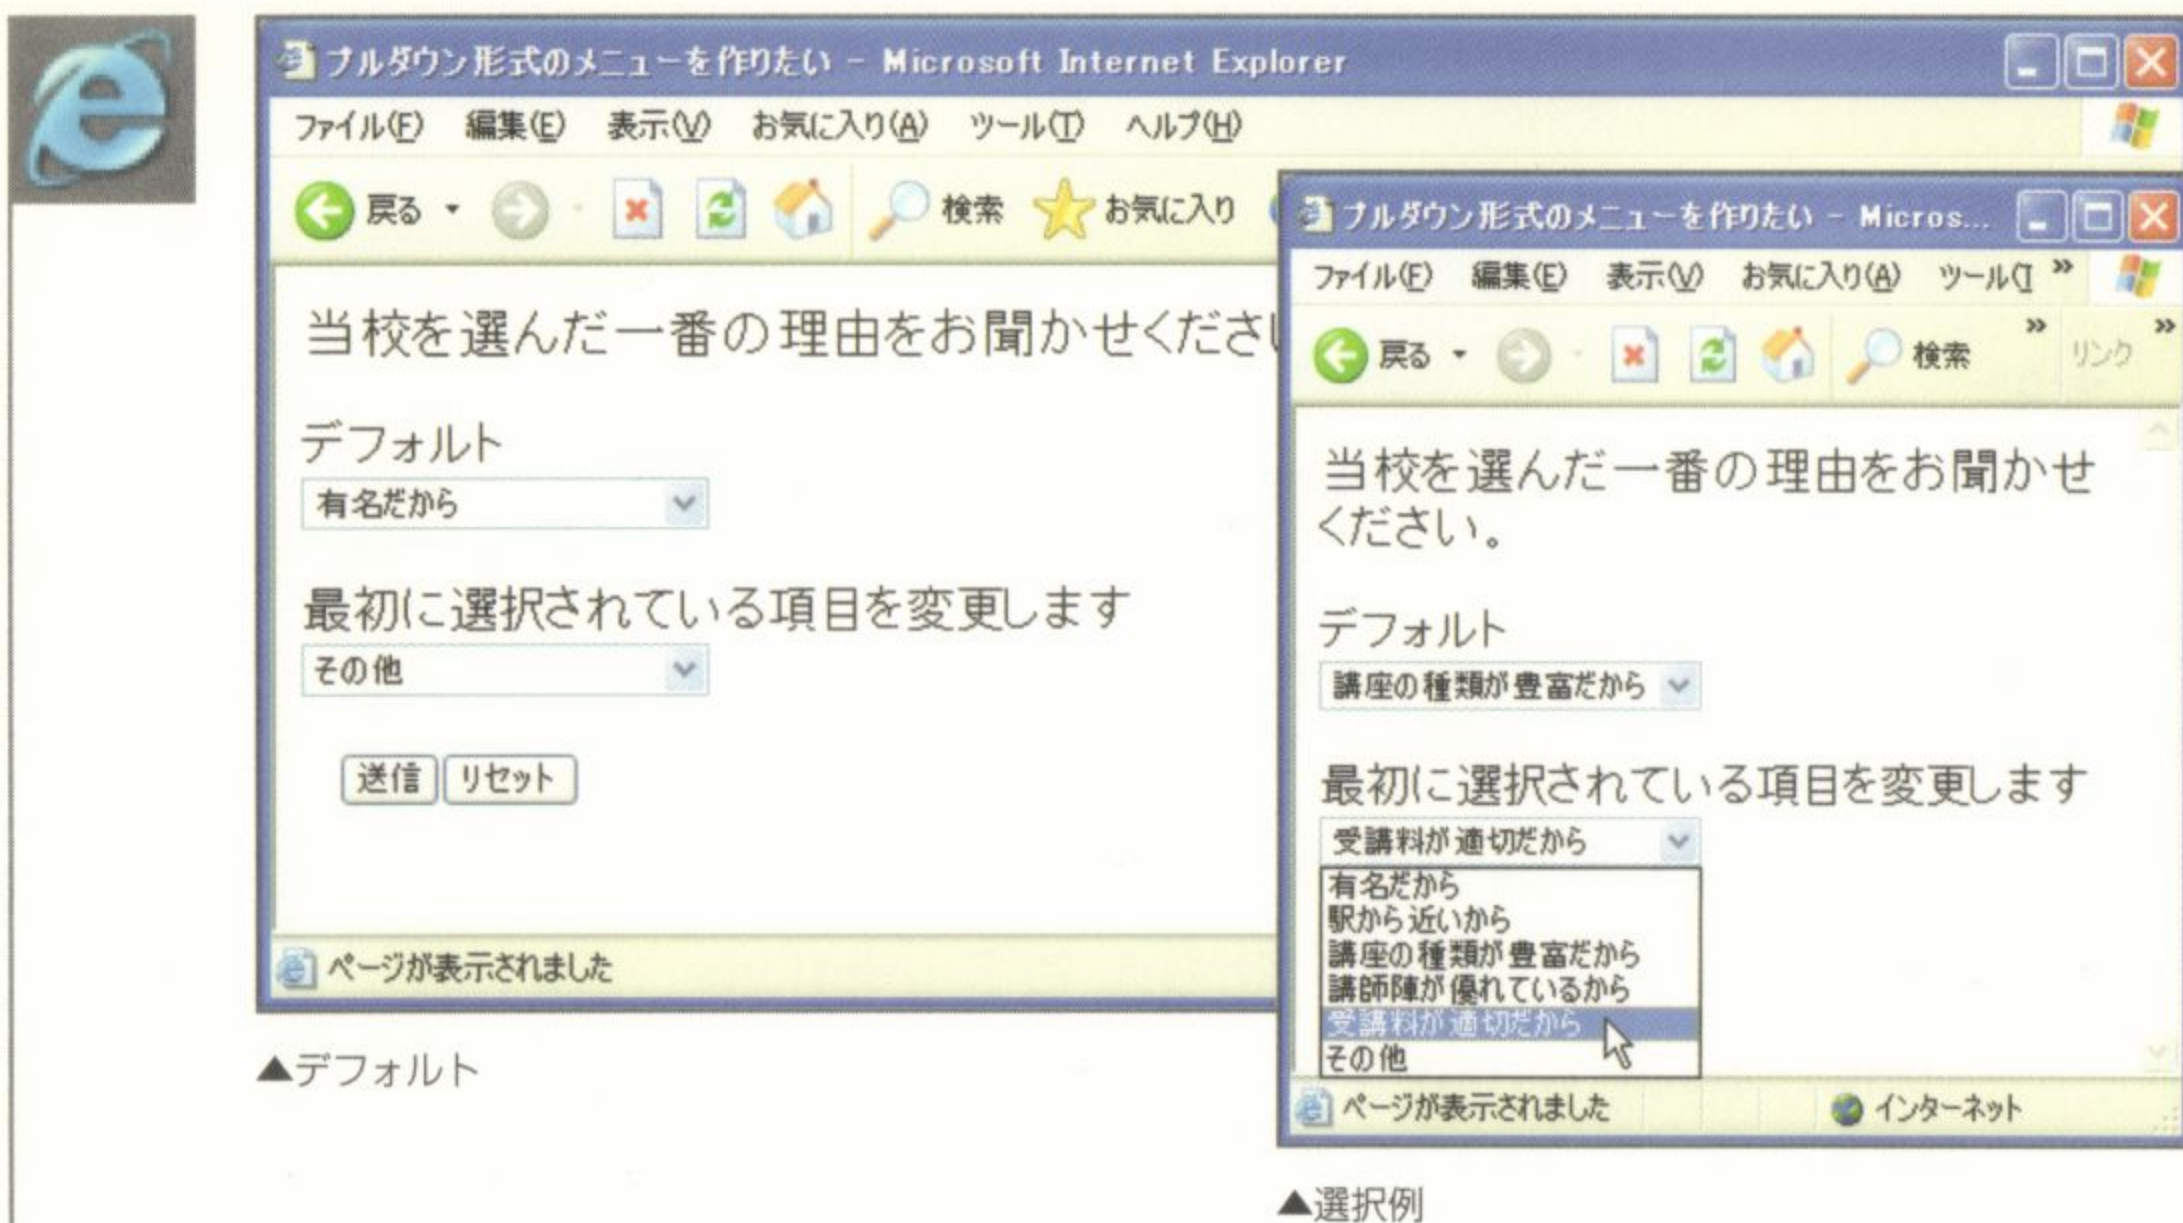 プルダウン形式のメニューを作りたい - Microsoft Internet Explorer
ファイル(F) 編集(E) 表示(V) お気に入り(A) ツール(T) ヘルプ(H)
戻る 検索 お気に入り
当校を選んだ一番の理由をお聞かせくださ
デフォルト
有名だから
最初に選択されている項目を変更します
その他
送信 リセット
ページが表示されました
▲デフォルト
プルダウン形式のメニューを作りたい - Micros...
ファイル(F) 編集(E) 表示(V) お気に入り(A) ツール(T »
戻る 検索 » リンク »
当校を選んだ一番の理由をお聞かせ
ください。
デフォルト
講座の種類が豊富だから
最初に選択されている項目を変更します
受講料が適切だから
有名だから
駅から近いから
講座の種類が豊富だから
講師陣が優れているから
受講料が適切だから
その他
ページが表示されました インターネット
▲選択例